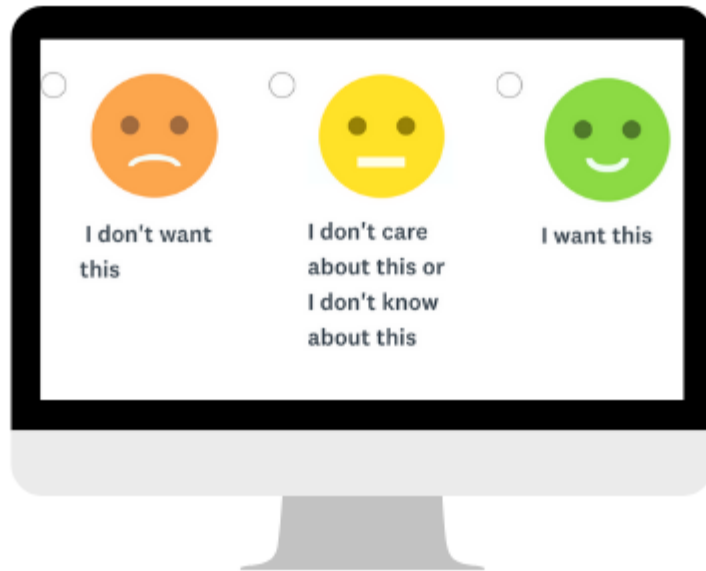 I don't want
this
I don't care
about this or
I don't know
about this
I want this